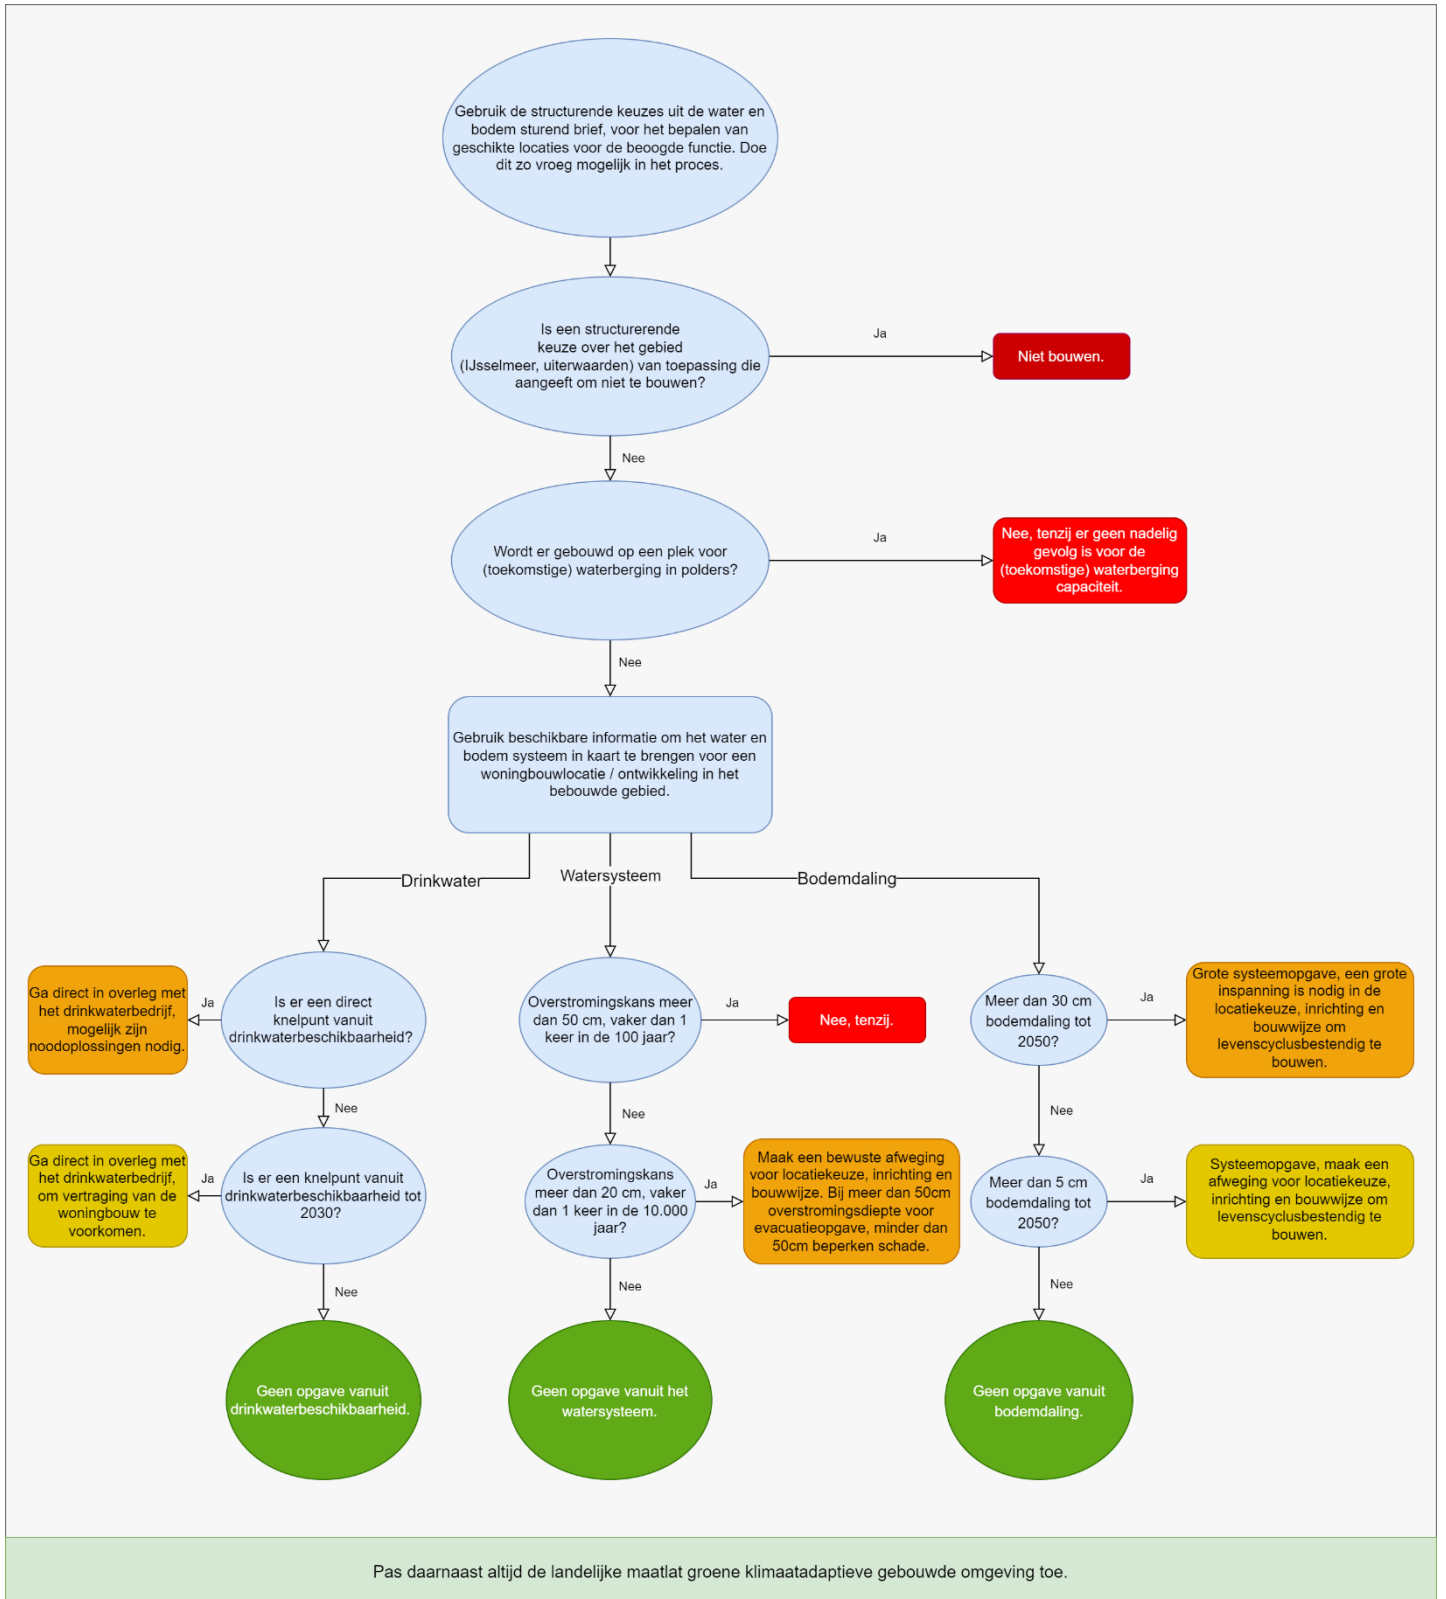 Gebruik de structurende keuzes uit de water en
bodem sturend brief, voor het bepalen van
geschikte locaties voor de beoogde functie. Doe
dit zo vroeg mogelijk in het proces.
Is een structurerende
keuze over het gebied
(IJsselmeer, uiterwaarden) van toepassing die
aangeeft om niet te bouwen?
Ja
Niet bouwen.
Nee
Wordt er gebouwd op een plek voor
(toekomstige) waterberging in polders?
Ja
Nee, tenzij er geen nadelig
gevolg is voor de
(toekomstige) waterberging
capaciteit.
Nee
Gebruik beschikbare informatie om het water en
bodem systeem in kaart te brengen voor een
woningbouwlocatie / ontwikkeling in het
bebouwde gebied.
Drinkwater
Watersysteem
Bodemdaling
Ga direct in overleg met
het drinkwaterbedrijf,
mogelijk zijn
noodoplossingen nodig.
Ja
Is er een direct
knelpunt vanuit
drinkwaterbeschikbaarheid?
Overstromingskans meer
dan 50 cm, vaker dan 1
keer in de 100 jaar?
Ja
Nee, tenzij.
Meer dan 30 cm
bodemdaling tot
2050?
Ja
Grote systeemopgave, een grote
inspanning is nodig in de
locatiekeuze, inrichting en
bouwwijze om
levenscyclusbestendig te
bouwen.
Nee
Nee
Nee
Ga direct in overleg met
het drinkwaterbedrijf,
om vertraging van de
woningbouw te
voorkomen.
Ja
Is er een knelpunt vanuit
drinkwaterbeschikbaarheid tot
2030?
Overstromingskans
meer dan 20 cm, vaker
dan 1 keer in de 10.000
jaar?
Ja
Maak een bewuste afweging
voor locatiekeuze, inrichting en
bouwwijze. Bij meer dan 50cm
overstromingsdiepte voor
evacuatieopgave, minder dan
50cm beperken schade.
Meer dan 5 cm
bodemdaling tot
2050?
Ja
Systeemopgave, maak een
afweging voor locatiekeuze,
inrichting en bouwwijze om
levenscyclusbestendig te
bouwen.
Nee
Nee
Nee
Geen opgave vanuit
drinkwaterbeschikbaarheid.
Geen opgave vanuit het
watersysteem.
Geen opgave vanuit
bodemdaling.
Pas daarnaast altijd de landelijke maatlat groene klimaatadaptieve gebouwde omgeving toe.